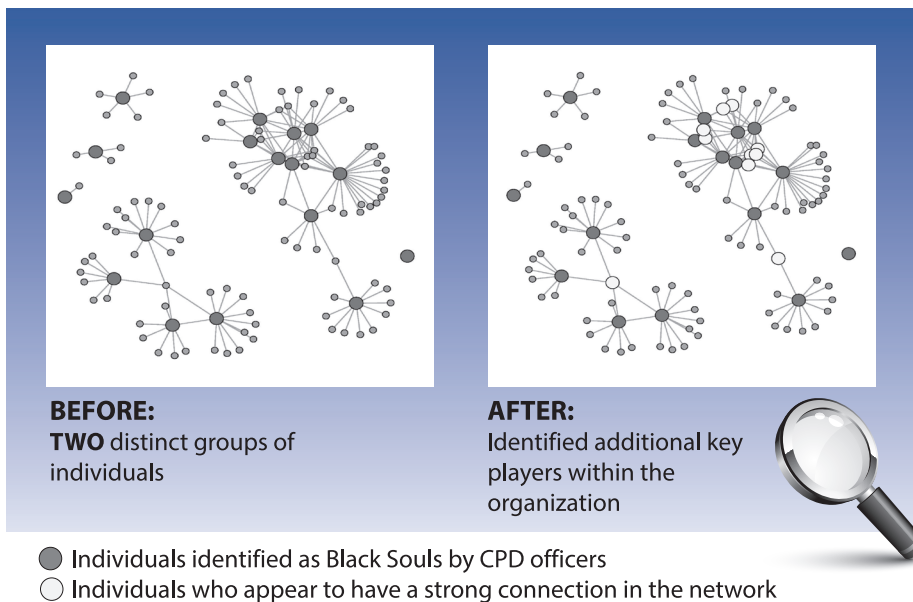 BEFORE:
TWO distinct groups of
individuals
AFTER:
Identified additional key
players within the
organization
Individuals identified as Black Souls by CPD officers
Individuals who appear to have a strong connection in the network